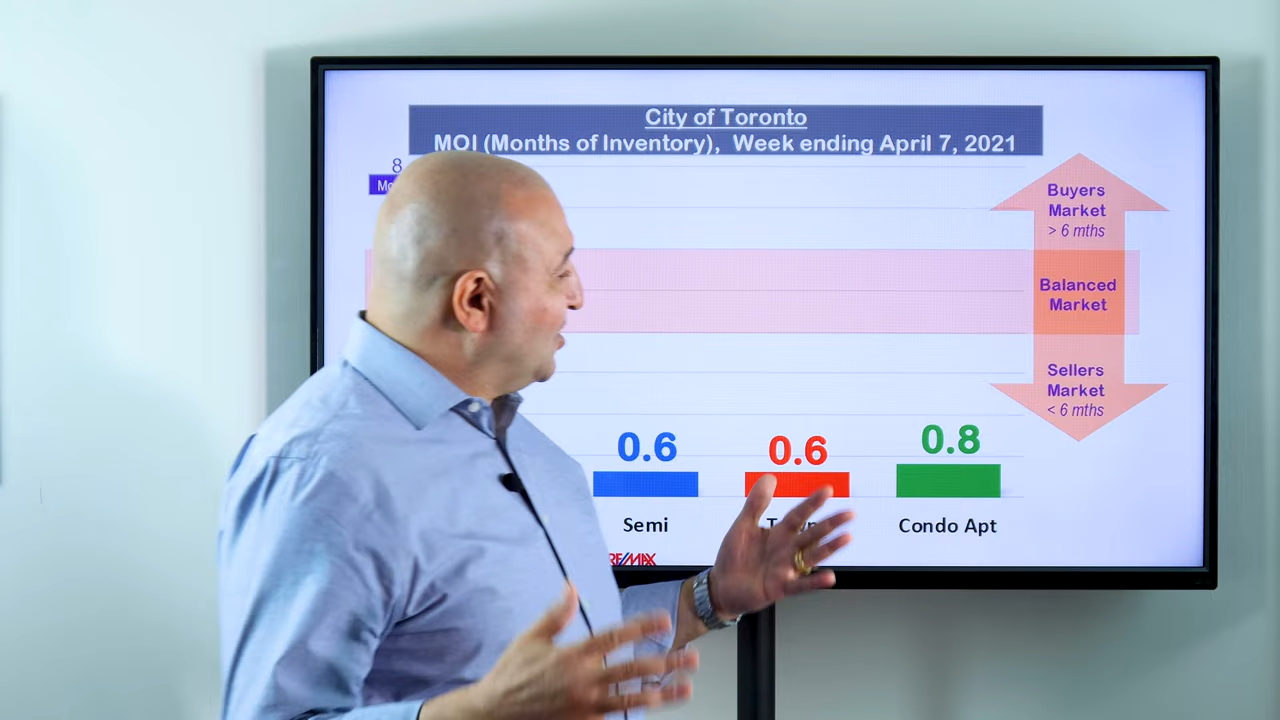 City of Toronto
MOI (Months of Inventory), Week ending April 7, 2021
8
Buyers
Market
> 6 mths
Balanced
Market
Sellers
Market
< 6 mths
0.6
0.6
0.8
Semi
Condo Apt
RE/MAX